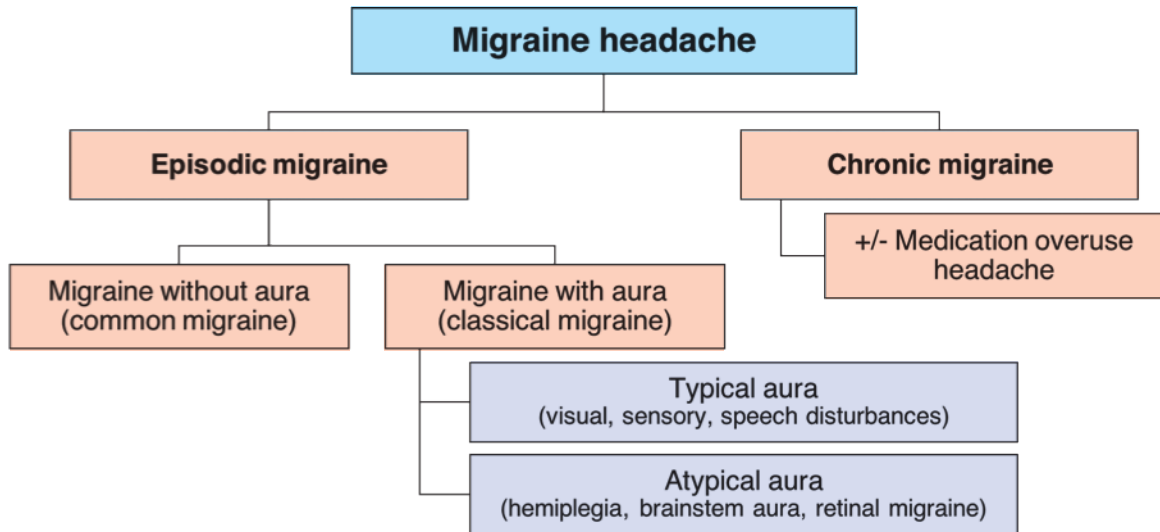 Migraine headache
Episodic migraine
Chronic migraine
+/- Medication overuse
headache
Migraine without aura
(common migraine)
Migraine with aura
(classical migraine)
Typical aura
(visual, sensory, speech disturbances)
Atypical aura
(hemiplegia, brainstem aura, retinal migraine)